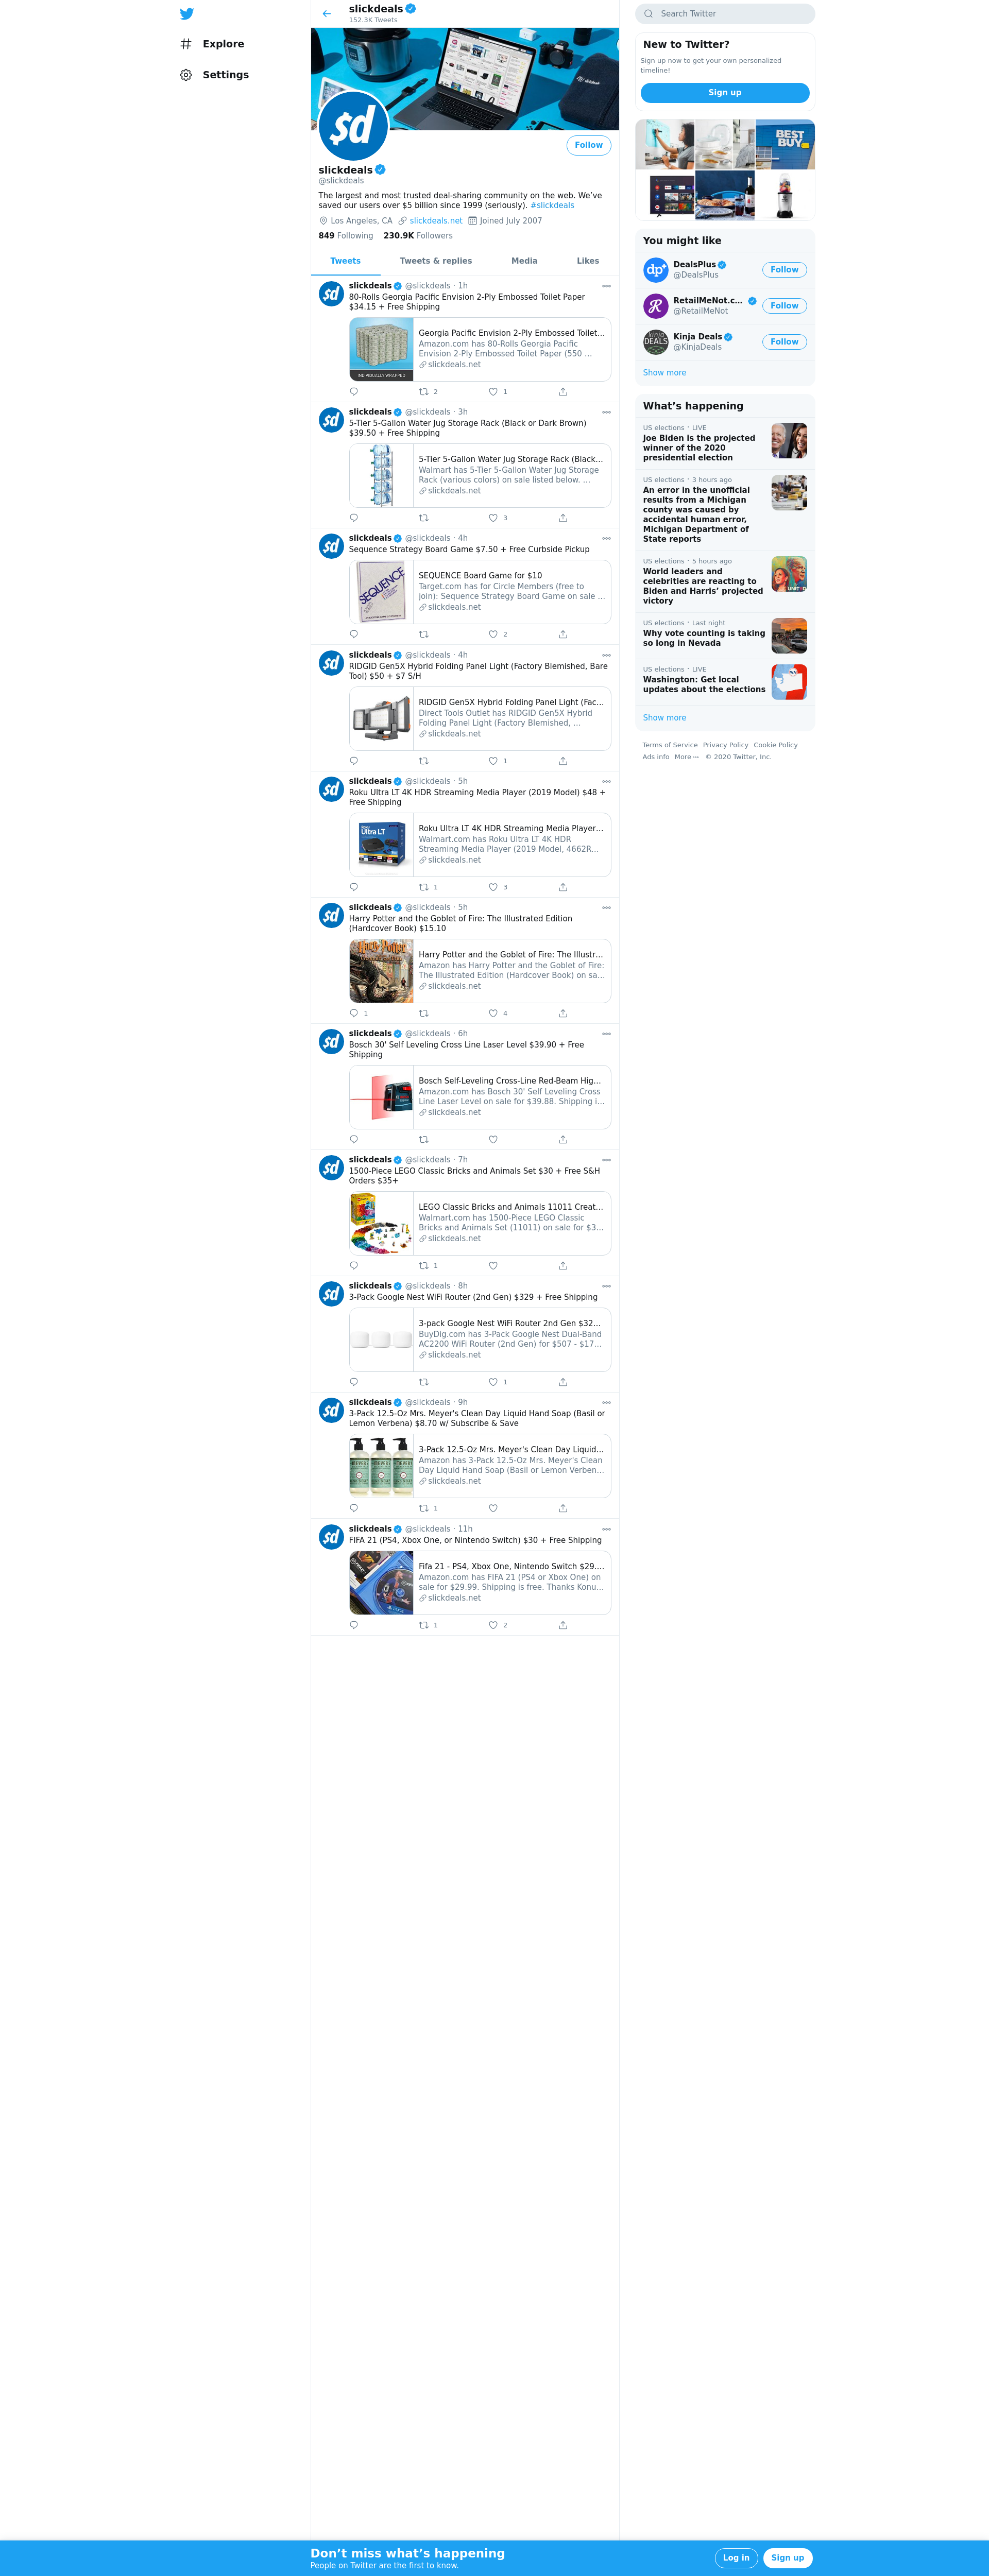 Explore
Settings
slickdeals
152.3K Tweets
slickdeals
$d
Follow
slickdeals
@slickdeals
The largest and most trusted deal-sharing community on the web. We’ve
saved our users over $5 billion since 1999 (seriously). #slickdeals
Los Angeles, CA slickdeals.net Joined July 2007
849 Following 230.9K Followers
Tweets Tweets & replies Media Likes
$d
slickdeals @slickdeals · 1h
80-Rolls Georgia Pacific Envision 2-Ply Embossed Toilet Paper
$34.15 + Free Shipping
INDIVIDUALLY WRAPPED
Georgia Pacific Envision 2-Ply Embossed Toilet…
Amazon.com has 80-Rolls Georgia Pacific
Envision 2-Ply Embossed Toilet Paper (550 …
slickdeals.net
2 1
$d
slickdeals @slickdeals · 3h
5-Tier 5-Gallon Water Jug Storage Rack (Black or Dark Brown)
$39.50 + Free Shipping
5-Tier 5-Gallon Water Jug Storage Rack (Black…
Walmart has 5-Tier 5-Gallon Water Jug Storage
Rack (various colors) on sale listed below. …
slickdeals.net
3
$d
slickdeals @slickdeals · 4h
Sequence Strategy Board Game $7.50 + Free Curbside Pickup
SEQUENCE
SEQUENCE Board Game for $10
Target.com has for Circle Members (free to
join): Sequence Strategy Board Game on sale …
slickdeals.net
2
$d
slickdeals @slickdeals · 4h
RIDGID Gen5X Hybrid Folding Panel Light (Factory Blemished, Bare
Tool) $50 + $7 S/H
RIDGID Gen5X Hybrid Folding Panel Light (Fac…
Direct Tools Outlet has RIDGID Gen5X Hybrid
Folding Panel Light (Factory Blemished, …
slickdeals.net
1
$d
slickdeals @slickdeals · 5h
Roku Ultra LT 4K HDR Streaming Media Player (2019 Model) $48 +
Free Shipping
Ultra LT
Roku Ultra LT 4K HDR Streaming Media Player…
Walmart.com has Roku Ultra LT 4K HDR
Streaming Media Player (2019 Model, 4662R…
slickdeals.net
1 3
$d
slickdeals @slickdeals · 5h
Harry Potter and the Goblet of Fire: The Illustrated Edition
(Hardcover Book) $15.10
Harry Potter
Harry Potter and the Goblet of Fire: The Illustr…
Amazon has Harry Potter and the Goblet of Fire:
The Illustrated Edition (Hardcover Book) on sa…
slickdeals.net
1 4
$d
slickdeals @slickdeals · 6h
Bosch 30' Self Leveling Cross Line Laser Level $39.90 + Free
Shipping
Bosch Self-Leveling Cross-Line Red-Beam Hig…
Amazon.com has Bosch 30' Self Leveling Cross
Line Laser Level on sale for $39.88. Shipping i…
slickdeals.net
$d
slickdeals @slickdeals · 7h
1500-Piece LEGO Classic Bricks and Animals Set $30 + Free S&H
Orders $35+
LEGO Classic Bricks and Animals 11011 Creat…
Walmart.com has 1500-Piece LEGO Classic
Bricks and Animals Set (11011) on sale for $3…
slickdeals.net
1
$d
slickdeals @slickdeals · 8h
3-Pack Google Nest WiFi Router (2nd Gen) $329 + Free Shipping
3-pack Google Nest WiFi Router 2nd Gen $32…
BuyDig.com has 3-Pack Google Nest Dual-Band
AC2200 WiFi Router (2nd Gen) for $507 - $17…
slickdeals.net
1
$d
slickdeals @slickdeals · 9h
3-Pack 12.5-Oz Mrs. Meyer's Clean Day Liquid Hand Soap (Basil or
Lemon Verbena) $8.70 w/ Subscribe & Save
3-Pack 12.5-Oz Mrs. Meyer's Clean Day Liquid…
Amazon has 3-Pack 12.5-Oz Mrs. Meyer's Clean
Day Liquid Hand Soap (Basil or Lemon Verben…
slickdeals.net
1
$d
slickdeals @slickdeals · 11h
FIFA 21 (PS4, Xbox One, or Nintendo Switch) $30 + Free Shipping
Fifa 21 - PS4, Xbox One, Nintendo Switch $29.…
Amazon.com has FIFA 21 (PS4 or Xbox One) on
sale for $29.99. Shipping is free. Thanks Konu…
slickdeals.net
1 2
Search Twitter
New to Twitter?
Sign up now to get your own personalized
timeline!
Sign up
BEST
BUY
You might like
dp
DealsPlus
@DealsPlus
Follow
R
RetailMeNot.c…
@RetailMeNot
Follow
KINJA
DEALS
Kinja Deals
@KinjaDeals
Follow
Show more
What’s happening
US elections · LIVE
Joe Biden is the projected
winner of the 2020
presidential election
US elections · 3 hours ago
An error in the unofficial
results from a Michigan
county was caused by
accidental human error,
Michigan Department of
State reports
US elections · 5 hours ago
World leaders and
celebrities are reacting to
Biden and Harris’ projected
victory
US elections · Last night
Why vote counting is taking
so long in Nevada
US elections · LIVE
Washington: Get local
updates about the elections
Show more
Terms of Service Privacy Policy Cookie Policy
Ads info More © 2020 Twitter, Inc.
Don’t miss what’s happening
People on Twitter are the first to know.
Log in
Sign up